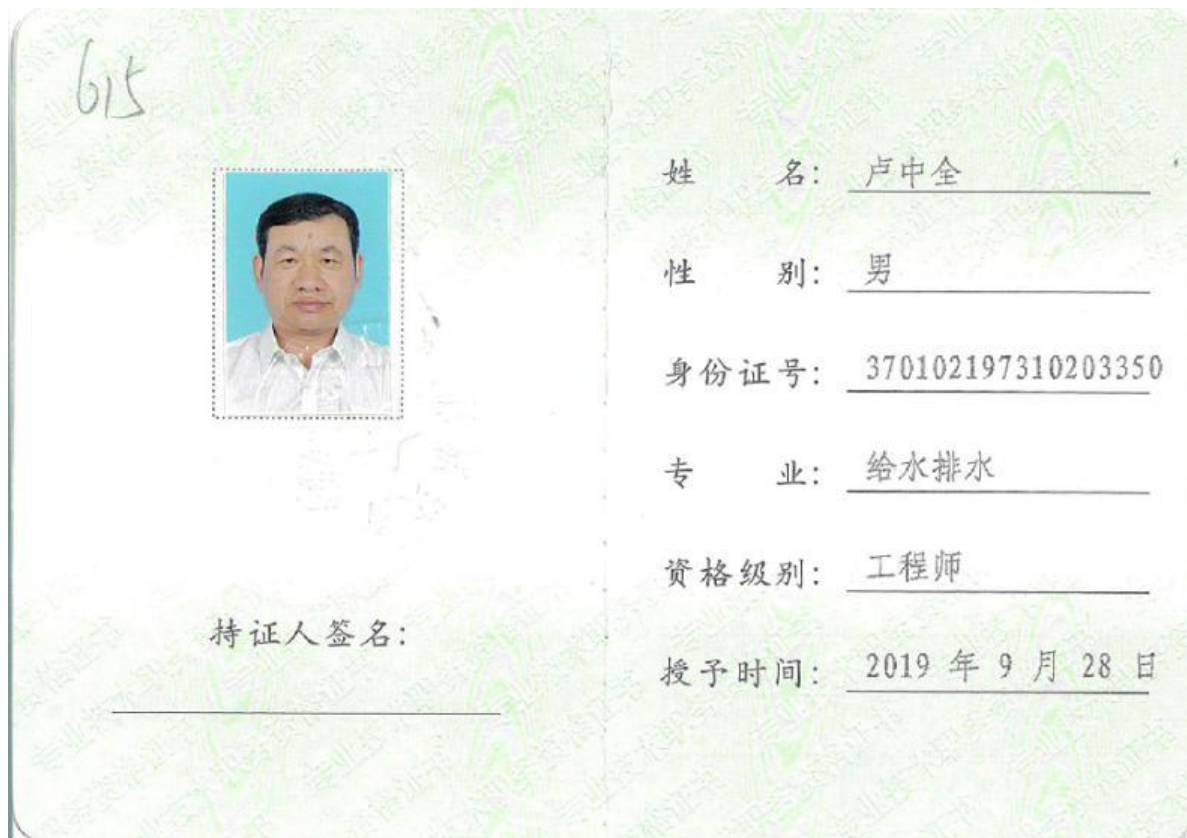 615
持证人签名:
姓 名: 卢中全
性 别: 男
身份证号: 370102197310203350
专 业: 给水排水
资格级别: 工程师
授予时间: 2019 年 9 月 28 日